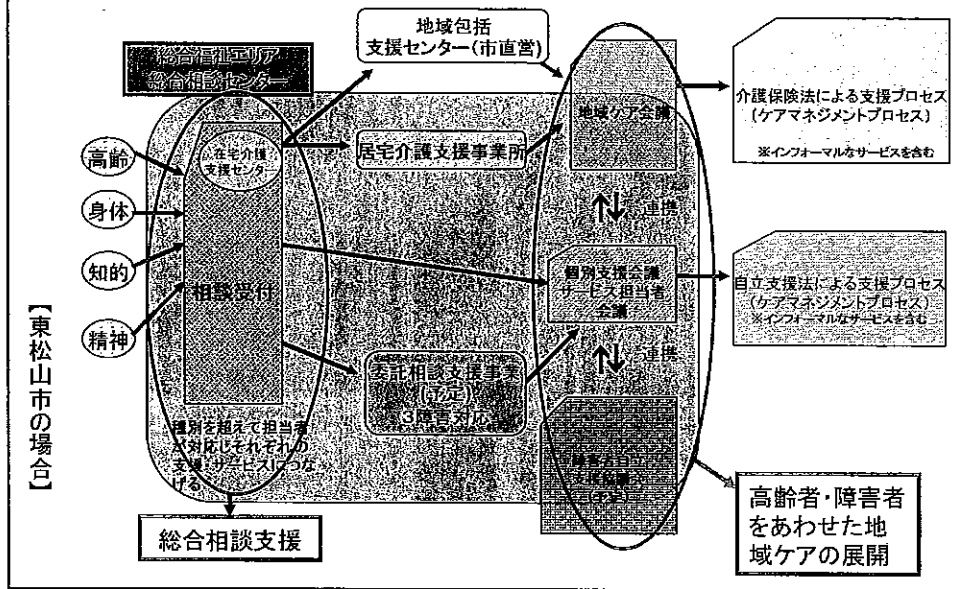 【東松山市の場合】
総合福祉エリア
総合相談センター
高齢
身体
知的
精神
在宅介護
支援センター
相談受付
種別を超えて担当者
が対応しそれぞれの
支援・サービスにつな
げる
総合相談支援
地域包括
支援センター(市直営)
居宅介護支援事業所
委託相談支援事業
(予定)
3障害対応
地域ケア会議
連携
個別支援会議
サービス担当者
会議
連携
(予定)
介護保険法による支援プロセス
(ケアマネジメントプロセス)
※インフォーマルなサービスを含む
自立支援法による支援プロセス
(ケアマネジメントプロセス)
※インフォーマルなサービスを含む
高齢者・障害者
をあわせた地
域ケアの展開